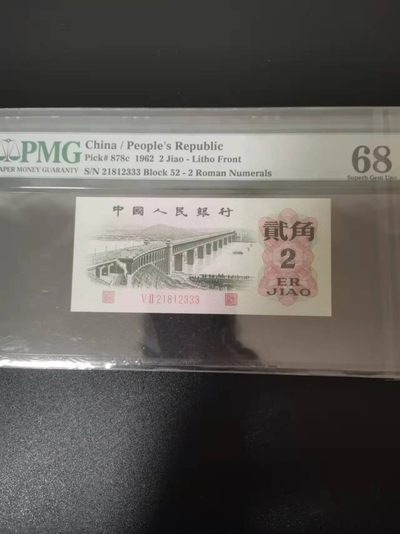 PMG
PAPER MONEY GUARANTY
China / People's Republic
Pick# 878c 1962 2 Jiao - Litho Front
S/N 21812333 Block 52 - 2 Roman Numerals
68
Superb Gem Unc
中國人民銀行
貳角
2
ER
JIAO
VII 21812333